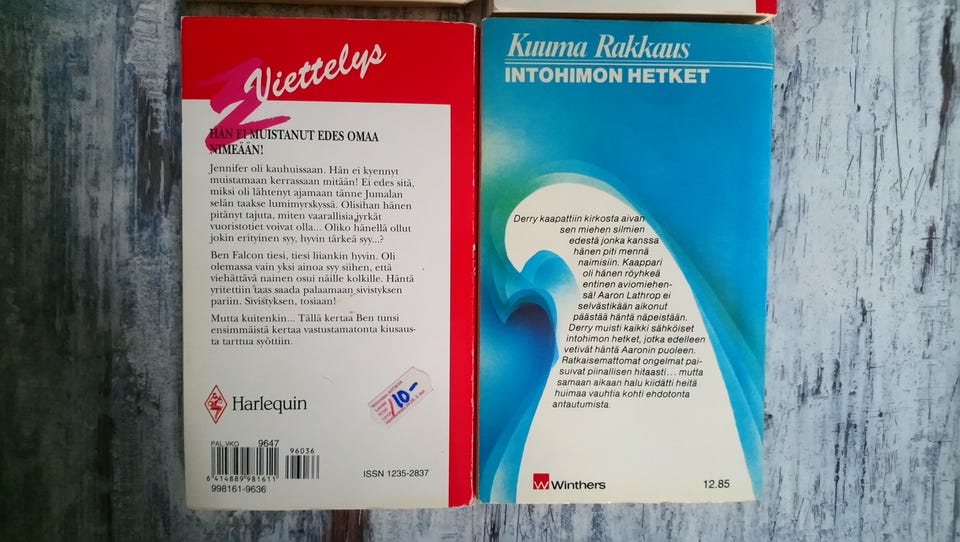 2 Viettelys
HÄN EI MUISTANUT EDES OMAA
NIMEÄÄN!
Jennifer oli kauhuissaan. Hän ei kyennyt
muistamaan kerrassaan mitään! Ei edes sitä,
miksi oli lähtenyt ajamaan tänne Jumalan
selän taakse lumimyrskyssä. Olisihan hänen
pitänyt tajuta, miten vaarallisia jyrkät
vuoristotiet voivat olla... Oliko hänellä ollut
jokin erityinen syy, hyvin tärkeä syy...?
Ben Falcon tiesi, tiesi liiankin hyvin. Oli
olemassa vain yksi ainoa syy siihen, että
viehättävä nainen osui näille kolkille. Häntä
yritettiin taas saada palaamaan sivistyksen
pariin. Sivistyksen, tosiaan!
Mutta kuitenkin... Tällä kertaa Ben tunsi
ensimmäistä kertaa vastustamatonta kiusaus-
ta tarttua syöttiin.
Harlequin
10-
PAL.VKO 9647
96036
6 414889 981611
998161-9636
ISSN 1235-2837
Kuuma Rakkaus
INTOHIMON HETKET
Derry kaapattiin kirkosta aivan
sen miehen silmien
edestä jonka kanssa
hänen piti mennä
naimisiin. Kaappari
oli hänen röyhkeä
entinen aviomiehen-
sä! Aaron Lathrop ei
selvästikään aikonut
päästää häntä näpeistään.
Derry muisti kaikki sähköiset
intohimon hetket, jotka edelleen
vetivät häntä Aaronin puoleen.
Ratkaisemattomat ongelmat pai-
suivat piinallisen hitaasti... mutta
samaan aikaan halu kiidätti heitä
huimaa vauhtia kohti ehdotonta
antautumista.
W Winthers
12.85